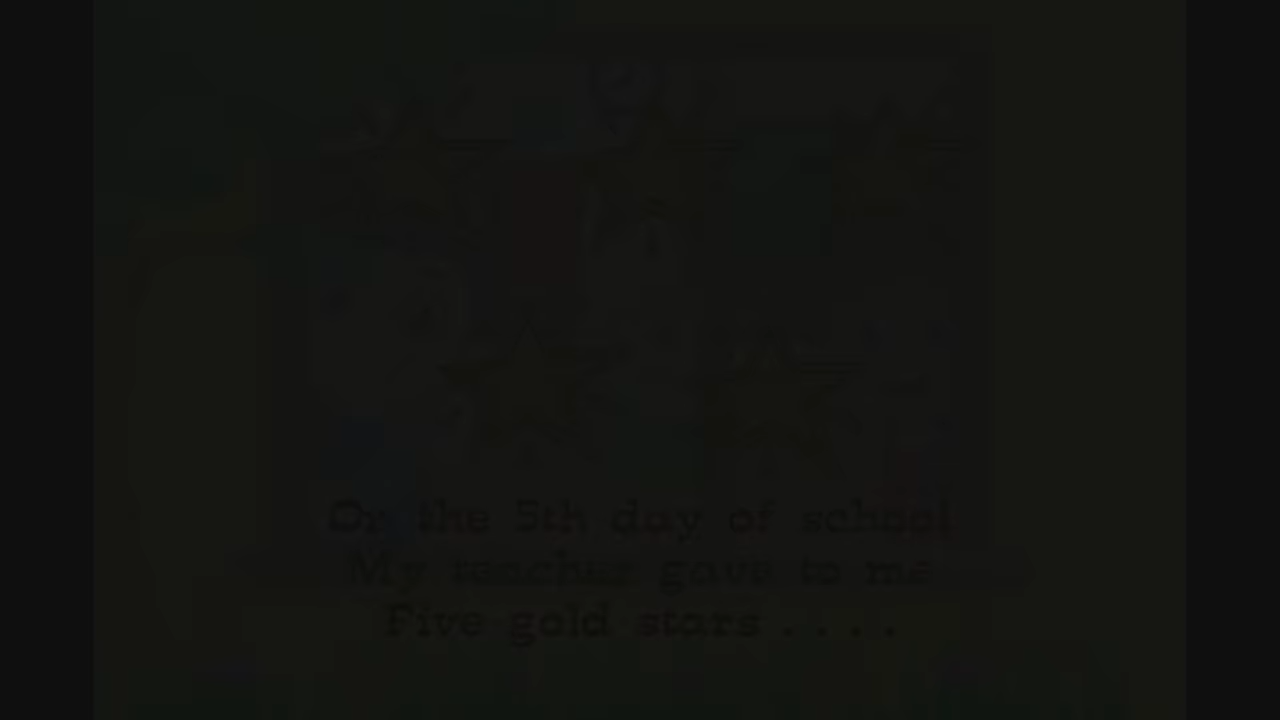 On the 5th day of school
My teacher gave to me
Five gold stars . . . .